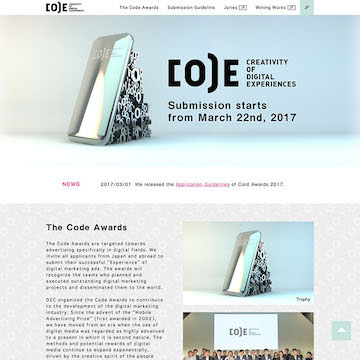 CODE CREATIVITY OF DIGITAL EXPERIENCES
The Code Awards Submission Guideline Juries JP Wining Works JP JP
CODE
CREATIVITY
OF
DIGITAL
EXPERIENCES
Submission starts
from March 22nd, 2017
NEWS 2017/03/01 We released the Application Guidelines of Cord Awards 2017.
The Code Awards
The Code Awards are targeted towards
advertising specifically in digital fields. We
invite all applicants from Japan and abroad to
submit their successful "Experience" of
digital marketing ads. The awards will
recognize the teams who planned and
executed outstanding digital marketing
projects and disseminated them to the world.
Trophy
D2C organized the Code Awards to contribute
to the development of the digital marketing
industry. Since the advent of the "Mobile
Advertising Prize" (first awarded in 2002),
we have moved from an era when the use of
digital media was regarded as highly advanced
to a present in which it is second nature. The
methods and potential rewards of digital
media continue to expand exponentially,
driven by the creative spirit of the people
CODE